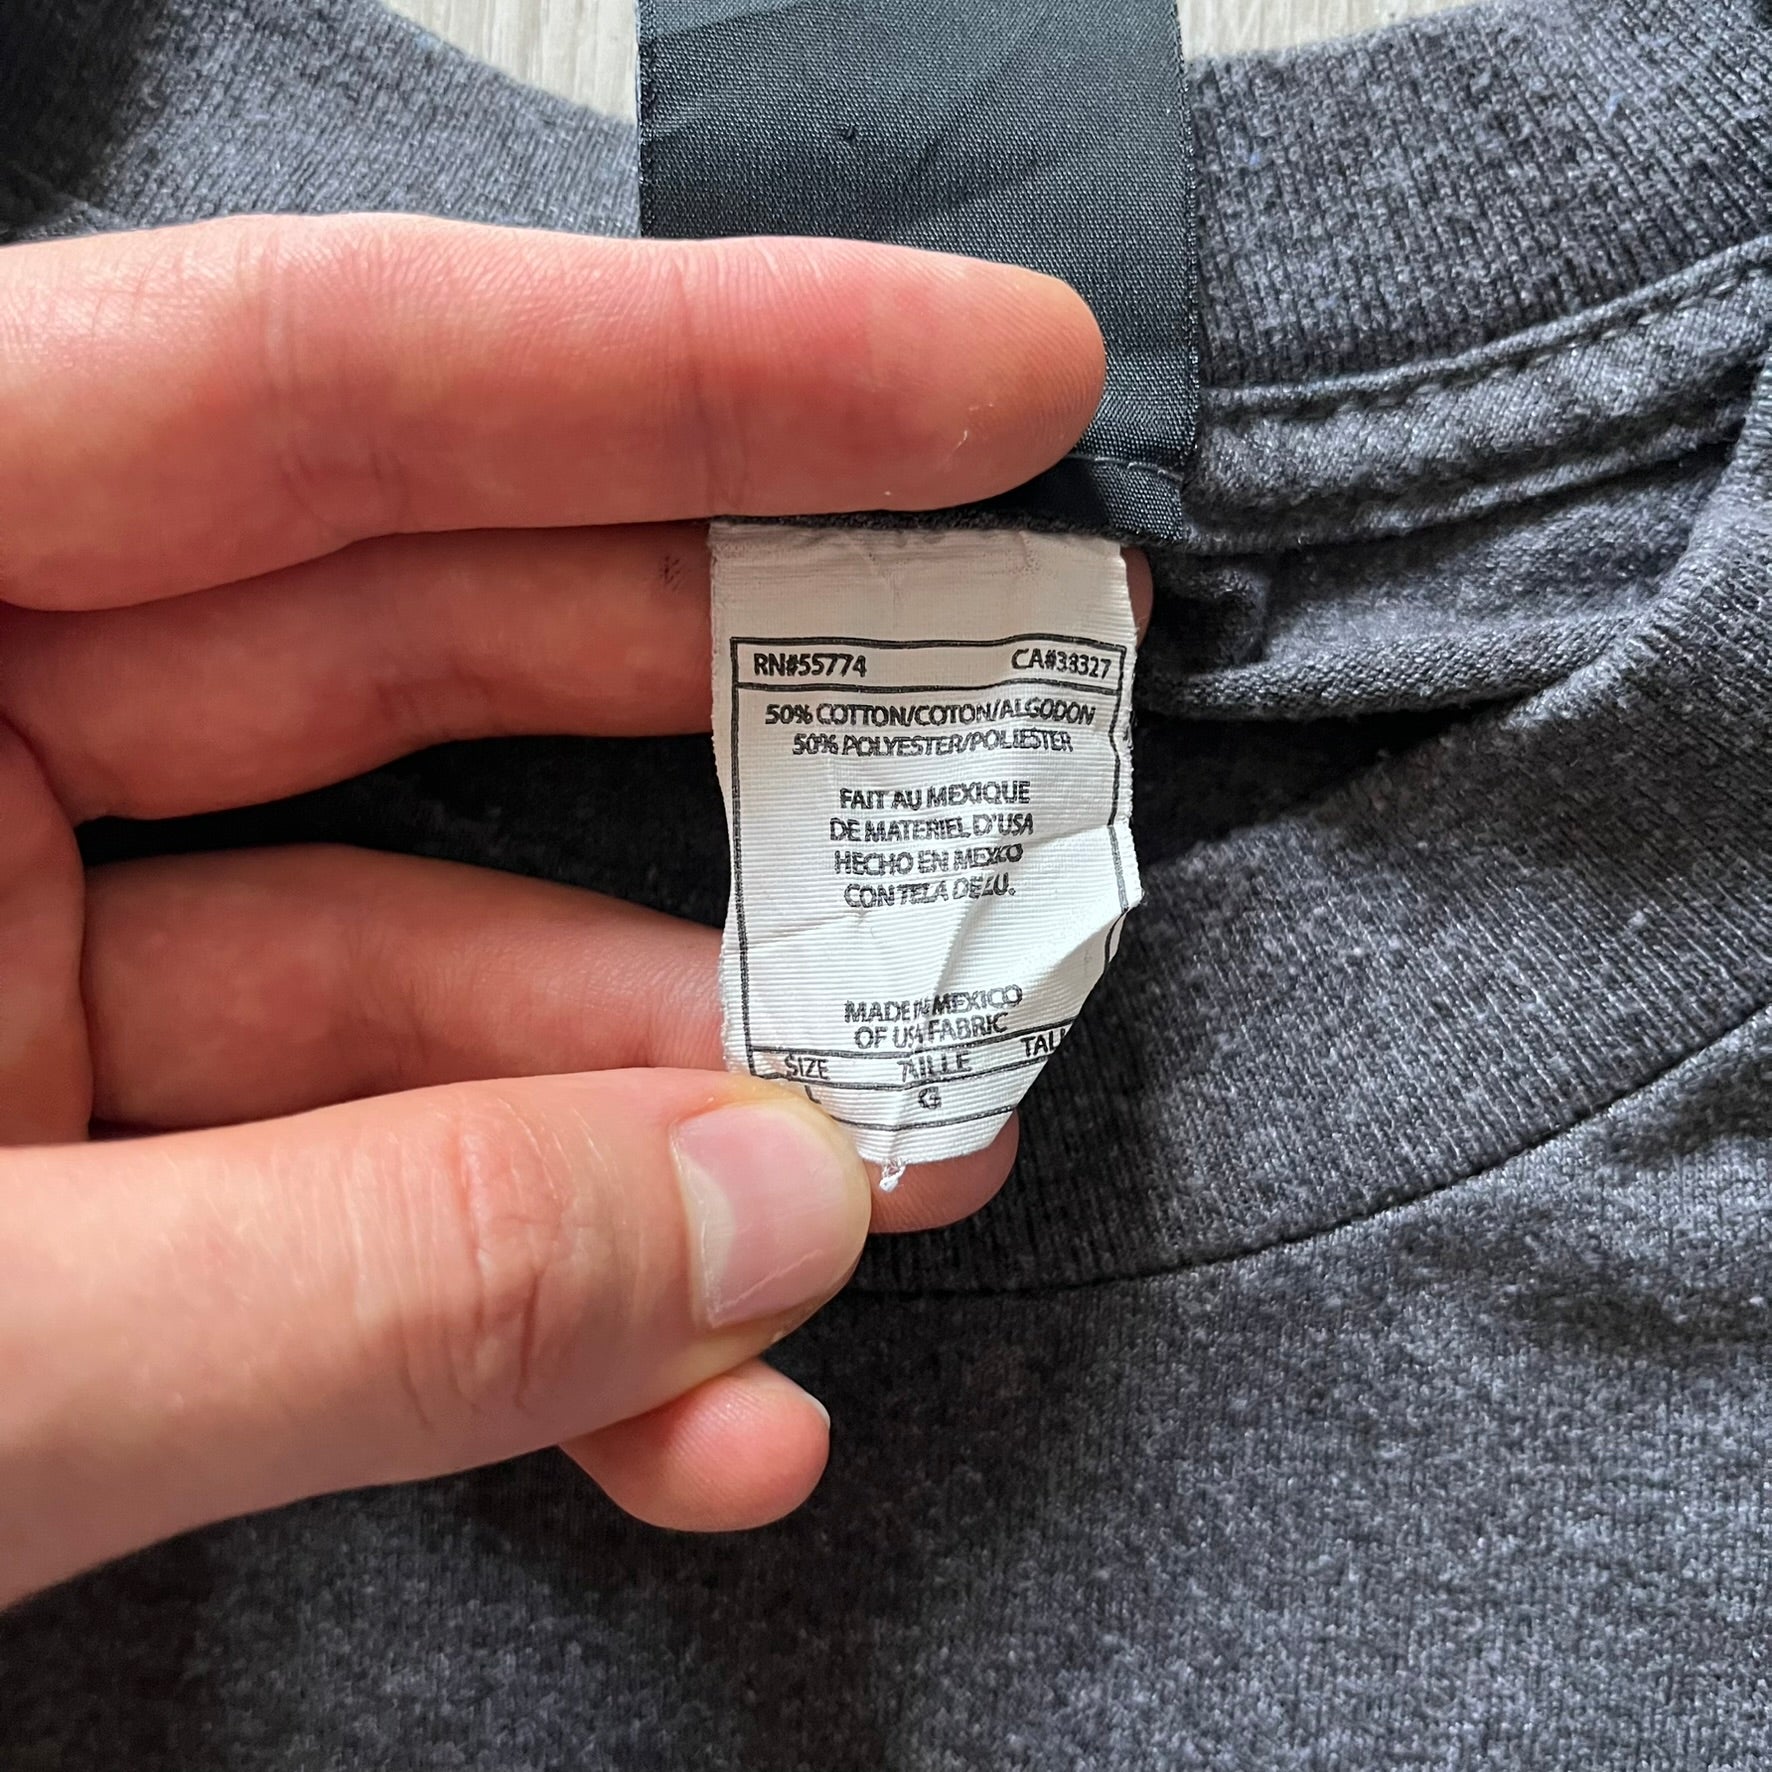 RN#55774 CA#38327
50% COTTON/COTON/ALGODON
50% POLYESTER/POLIESTER
FAIT AU MEXIQUE
DE MATERIEL D'USA
HECHO EN MEXICO
CON TELA DE EU.
MADE IN MEXICO
OF USA FABRIC
SIZE TAILLE
L G